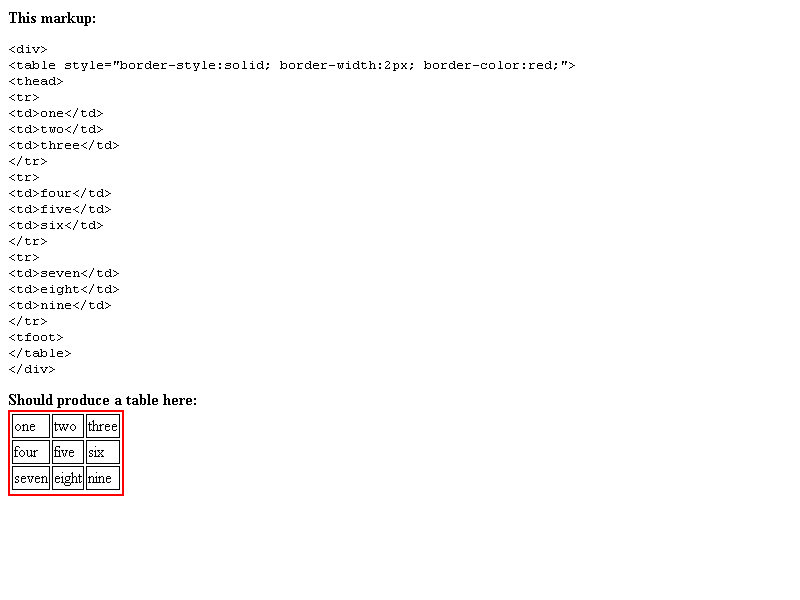 This markup:
<div>
<table style="border-style:solid; border-width:2px; border-color:red;">
<thead>
<tr>
<td>one</td>
<td>two</td>
<td>three</td>
</tr>
<tr>
<td>four</td>
<td>five</td>
<td>six</td>
</tr>
<tr>
<td>seven</td>
<td>eight</td>
<td>nine</td>
</tr>
<tfoot>
</table>
</div>
Should produce a table here:
one two three
four five six
seven eight nine